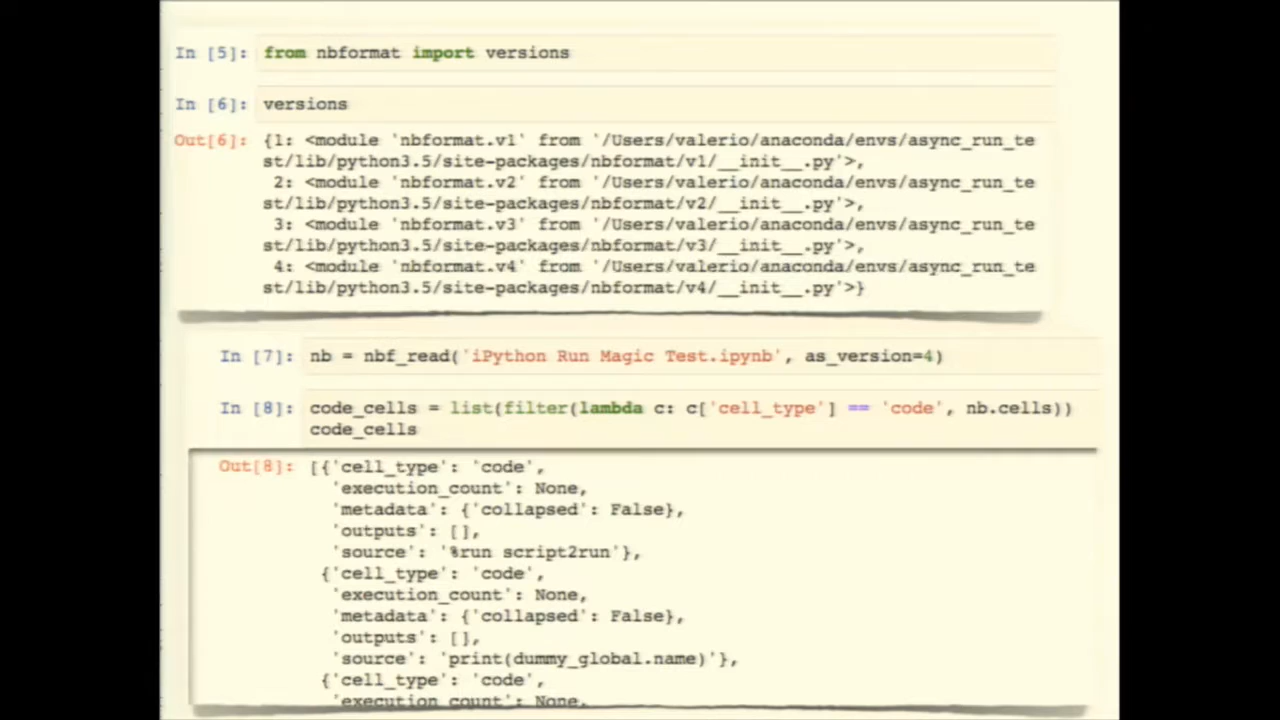 In [5]: from nbformat import versions
In [6]: versions
Out[6]: {1: <module 'nbformat.v1' from '/Users/valerio/anaconda/envs/async_run_te
st/lib/python3.5/site-packages/nbformat/v1/__init__.py'>,
2: <module 'nbformat.v2' from '/Users/valerio/anaconda/envs/async_run_te
st/lib/python3.5/site-packages/nbformat/v2/__init__.py'>,
3: <module 'nbformat.v3' from '/Users/valerio/anaconda/envs/async_run_te
st/lib/python3.5/site-packages/nbformat/v3/__init__.py'>,
4: <module 'nbformat.v4' from '/Users/valerio/anaconda/envs/async_run_te
st/lib/python3.5/site-packages/nbformat/v4/__init__.py'>}
In [7]: nb = nbf_read('iPython Run Magic Test.ipynb', as_version=4)
In [8]: code_cells = list(filter(lambda c: c['cell_type'] == 'code', nb.cells))
code_cells
Out[8]: [{'cell_type': 'code',
'execution_count': None,
'metadata': {'collapsed': False},
'outputs': [],
'source': '%run script2run'},
{'cell_type': 'code',
'execution_count': None,
'metadata': {'collapsed': False},
'outputs': [],
'source': 'print(dummy_global.name)'},
{'cell_type': 'code',
'execution_count': None,